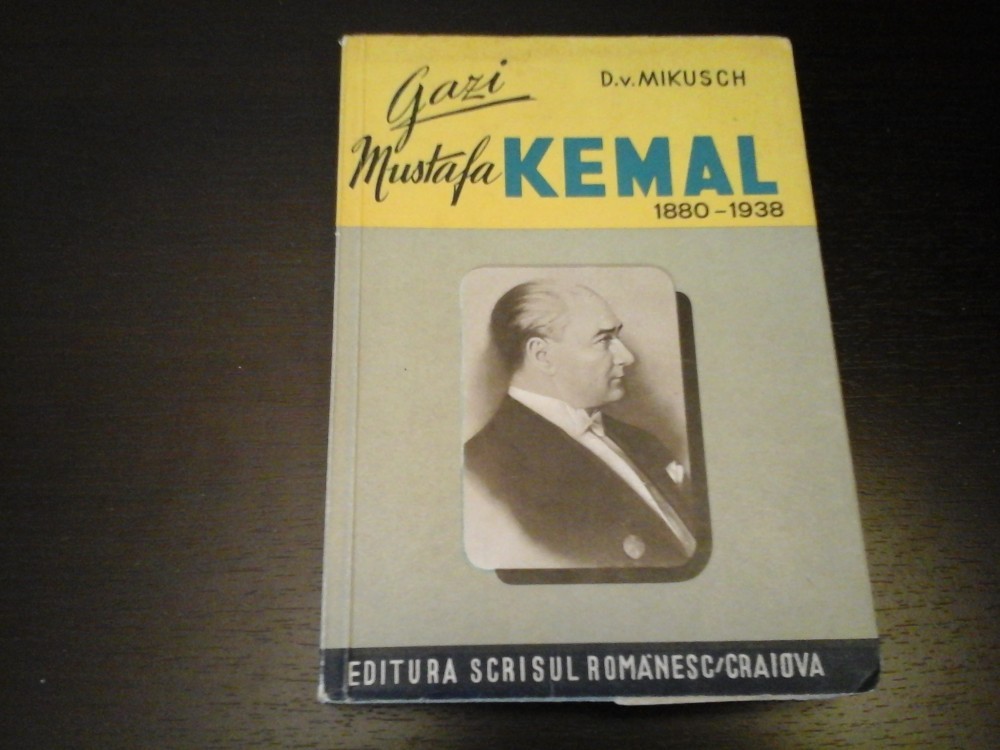 Gazi
D.v. MIKUSCH
Mustafa KEMAL
1880-1938
EDITURA SCRISUL ROMÂNESC/CRAIOVA